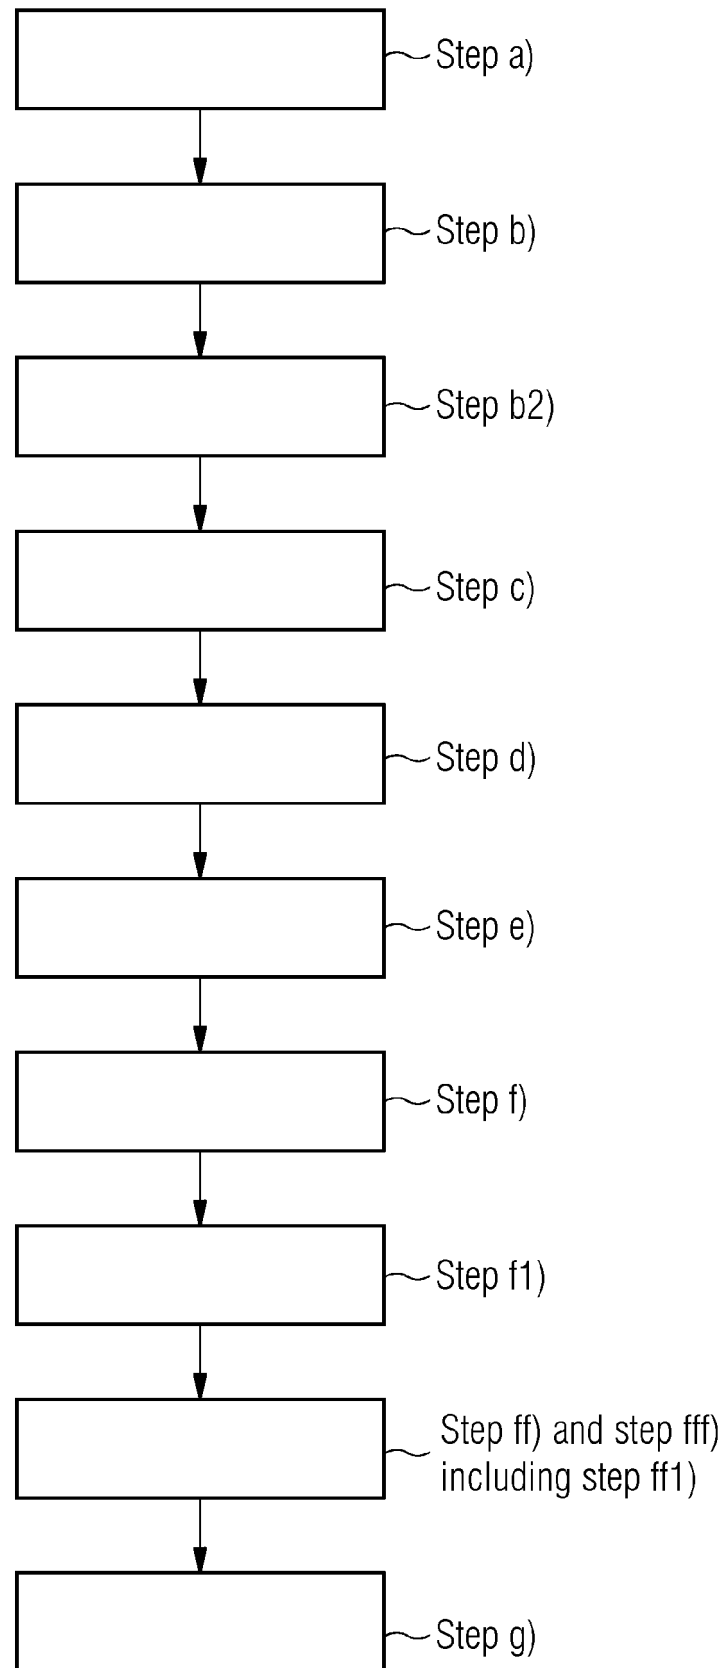 Step a)
Step b)
Step b2)
Step c)
Step d)
Step e)
Step f)
Step f1)
Step ff) and step fff)
including step ff1)
Step g)